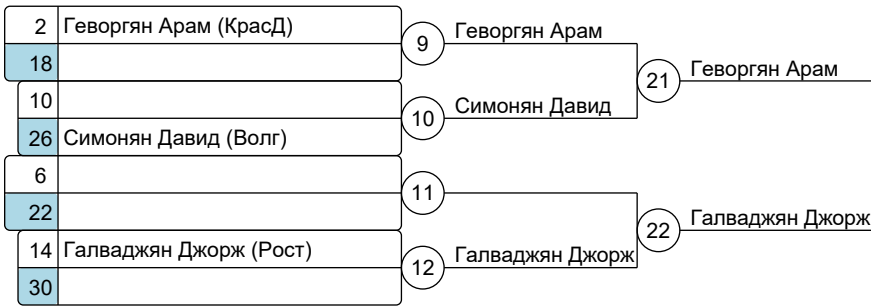 2 Геворгян Арам (КрасД)
18
9 Геворгян Арам
21 Геворгян Арам
10
26 Симонян Давид (Волг)
10 Симонян Давид
6
22
11
22 Галваджян Джорж
14 Галваджян Джорж (Рост)
30
12 Галваджян Джорж